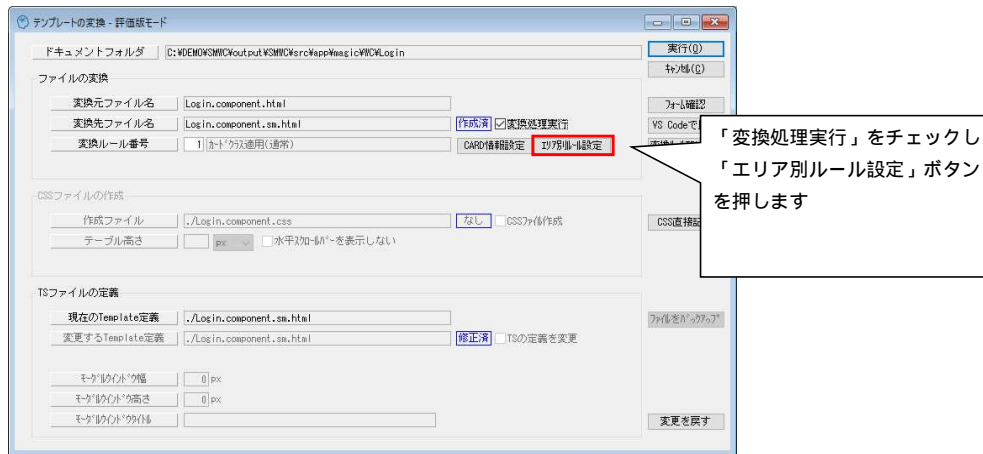 テンプレートの変換 - 評価版モード
ドキュメントフォルダ C:¥DEMO¥SMWC¥output¥SMWC¥src¥app¥magic¥WC¥Login 実行(O)
ｷｬﾝｾﾙ(C)
ファイルの変換
変換元ファイル名 Login.component.html ﾌｫｰﾑ確認
変換先ファイル名 Login.component.sm.html 作成済 変換処理実行 VS Codeで
変換ルール番号 1 ｶｰﾄﾞｸﾗｽ適用(通常) CARD情報設定 ｴﾘｱ別ﾙｰﾙ設定
「変換処理実行」をチェックし
「エリア別ルール設定」ボタン
を押します
CSSファイルの作成
作成ファイル ./Login.component.css なし CSSﾌｧｲﾙ作成 CSS直接
テーブル高さ px 水平ｽｸﾛｰﾙﾊﾞｰを表示しない
TSファイルの定義
現在のTemplate定義 ./Login.component.sm.html ﾌｧｲﾙをﾊﾞｯｸｱｯﾌﾟ
変更するTemplate定義 ./Login.component.sm.html 修正済 TSの定義を変更
ﾓｰﾀﾞﾙｳｲﾝﾄﾞｳ幅 0 px
ﾓｰﾀﾞﾙｳｲﾝﾄﾞｳ高さ 0 px
ﾓｰﾀﾞﾙｳｲﾝﾄﾞｳﾀｲﾄﾙ 変更を戻す